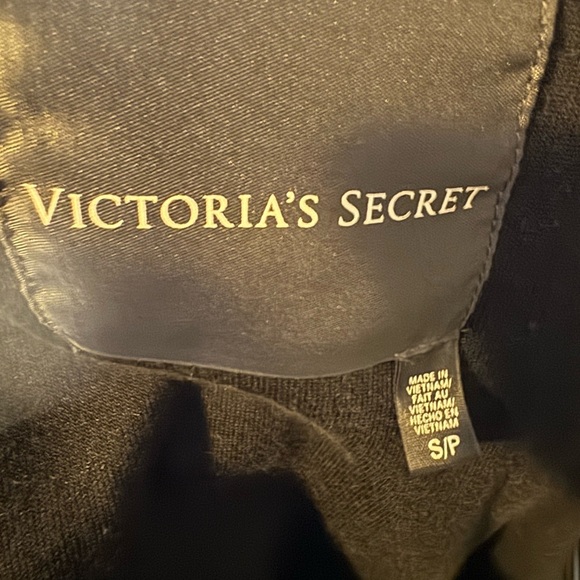 VICTORIA'S SECRET
MADE IN
VIETNAM/
FAIT AU
VIETNAM/
HECHO EN
VIETNAM
S/P